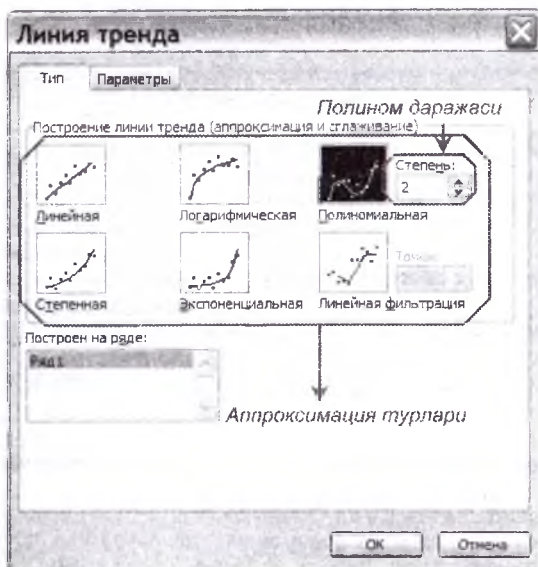 Линия тренда
Тип Параметры
Полином даражаси
Построение линии тренда (аппроксимация и сглаживание)
Степень:
2
Линейная Логарифмическая Полиномиальная
Точки:
Степенная Экспоненциальная Линейная фильтрация
Построен на ряде:
Ряд1
Аппроксимация турлари
ОК Отмена